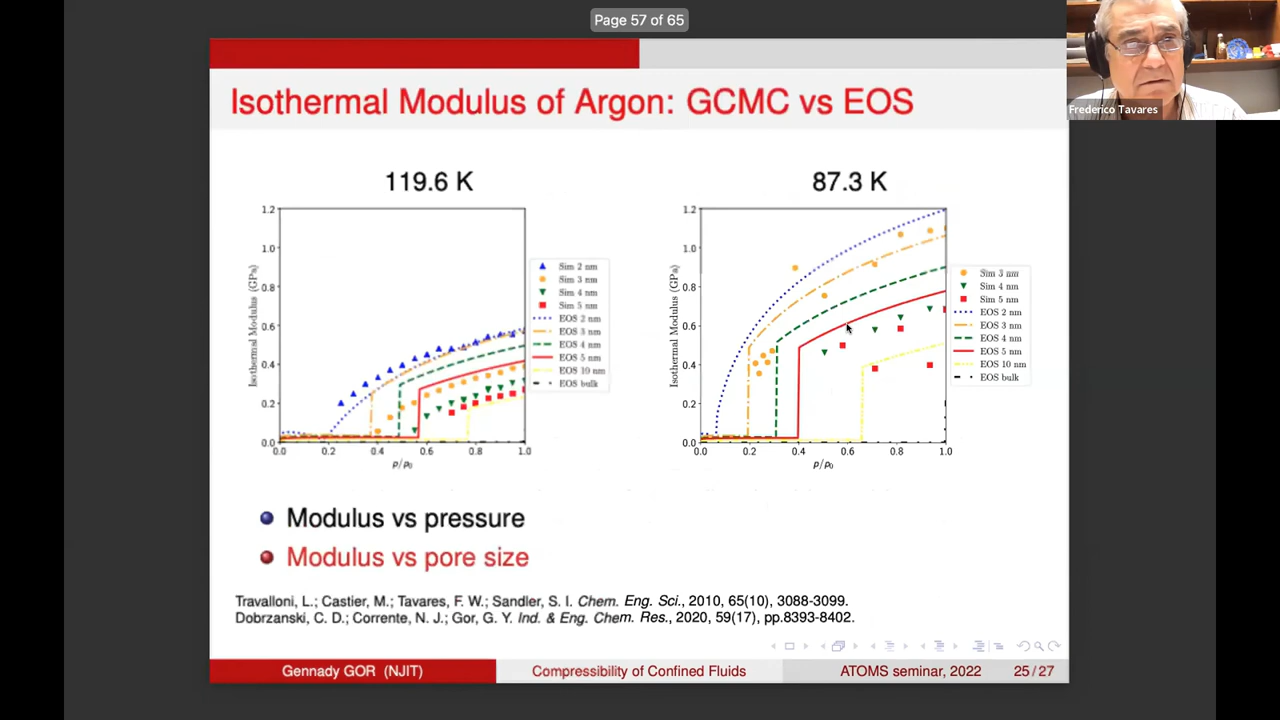 Page 57 of 65
Frederico Tavares
Isothermal Modulus of Argon: GCMC vs EOS
119.6 K
1.2
1.0
0.8
0.6
0.4
0.2
0.0
Isothermal Modulus (GPa)
0.0 0.2 0.4 0.6 0.8 1.0
p/p₀
Sim 2 nm
Sim 3 nm
Sim 4 nm
Sim 5 nm
EOS 2 nm
EOS 3 nm
EOS 4 nm
EOS 5 nm
EOS 10 nm
EOS bulk
87.3 K
1.2
1.0
0.8
0.6
0.4
0.2
0.0
Isothermal Modulus (GPa)
0.0 0.2 0.4 0.6 0.8 1.0
p/p₀
Sim 3 nm
Sim 4 nm
Sim 5 nm
EOS 2 nm
EOS 3 nm
EOS 4 nm
EOS 5 nm
EOS 10 nm
EOS bulk
Modulus vs pressure
Modulus vs pore size
Travalloni, L.; Castier, M.; Tavares, F. W.; Sandler, S. I. Chem. Eng. Sci., 2010, 65(10), 3088-3099.
Dobrzanski, C. D.; Corrente, N. J.; Gor, G. Y. Ind. & Eng. Chem. Res., 2020, 59(17), pp.8393-8402.
Gennady GOR (NJIT) Compressibility of Confined Fluids ATOMS seminar, 2022 25 / 27